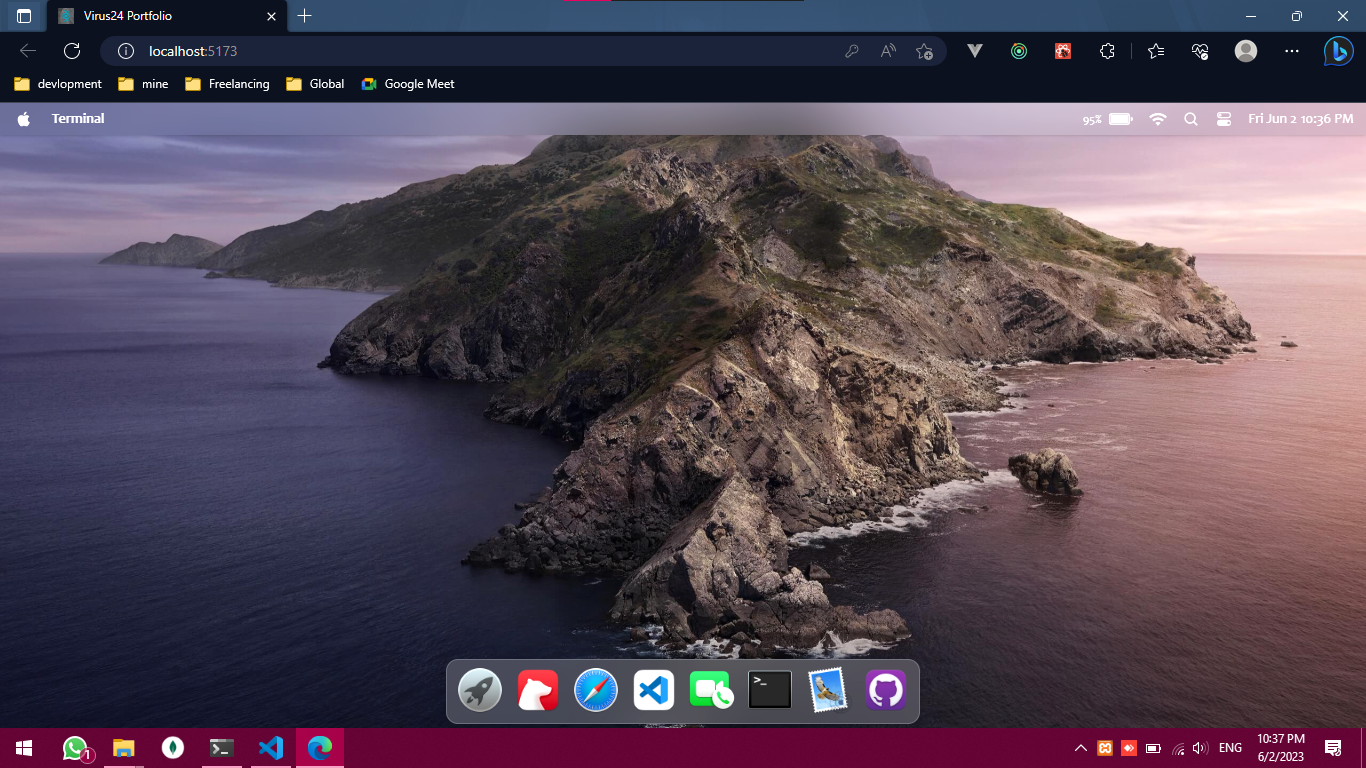 Virus24 Portfolio
localhost:5173
devlopment mine Freelancing Global Google Meet
Terminal 95% Fri Jun 2 10:36 PM
>_
1 ENG 10:37 PM
6/2/2023